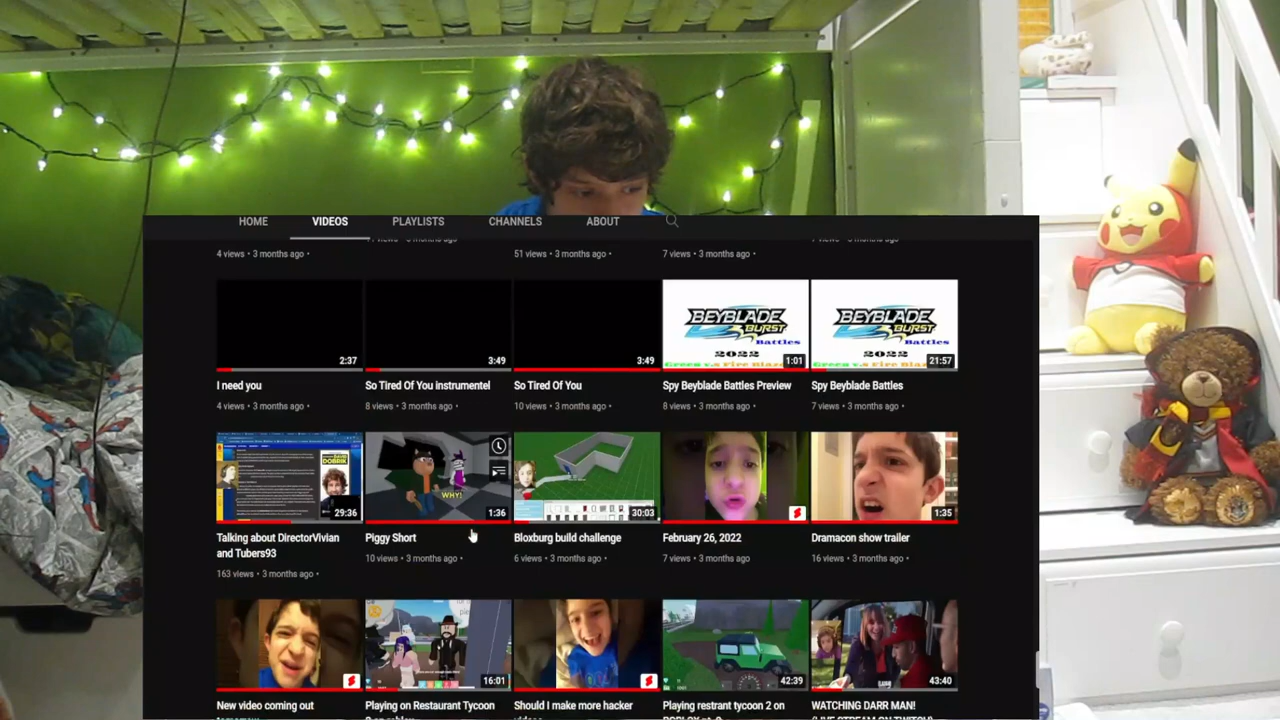 HOME VIDEOS PLAYLISTS CHANNELS ABOUT
4 views • 3 months ago • 51 views • 3 months ago • 7 views • 3 months ago •
BEYBLADE BEYBLADE
BURST BURST
Battles Battles
2022 2022
2:37 3:49 3:49 1:01 21:57
I need you So Tired Of You instrumentel So Tired Of You Spy Beyblade Battles Preview Spy Beyblade Battles
4 views • 3 months ago • 8 views • 3 months ago • 10 views • 3 months ago • 8 views • 3 months ago • 7 views • 3 months ago •
WHY!
29:36 1:36 30:03 1:35
Talking about DirectorVivian Piggy Short Bloxburg build challenge February 26, 2022 Dramacon show trailer
and Tubers93
10 views • 3 months ago • 6 views • 3 months ago • 7 views • 3 months ago 16 views • 3 months ago •
163 views • 3 months ago •
16:01 42:39 43:40
New video coming out Playing on Restaurant Tycoon Should I make more hacker Playing restrant tycoon 2 on WATCHING DARR MAN!